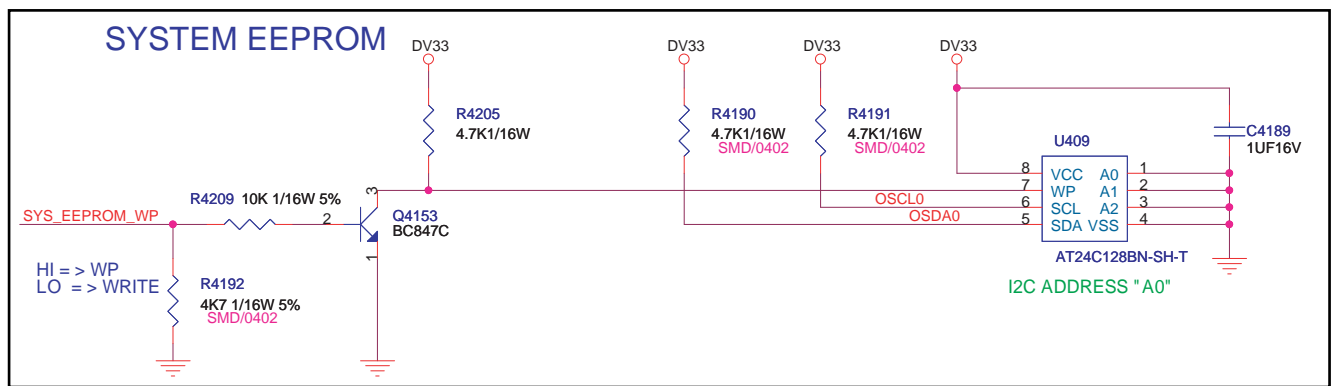 SYSTEM EEPROM
DV33
DV33
DV33
DV33
R4205
4.7K1/16W
R4190
4.7K1/16W
SMD/0402
R4191
4.7K1/16W
SMD/0402
C4189
1UF16V
U409
8 VCC A0 1
7 WP A1 2
6 SCL A2 3
5 SDA VSS 4
OSCL0
OSDA0
AT24C128BN-SH-T
I2C ADDRESS "A0"
R4209 10K 1/16W 5%
SYS_EEPROM_WP
2
3
1
Q4153
BC847C
HI = > WP
LO = > WRITE
R4192
4K7 1/16W 5%
SMD/0402